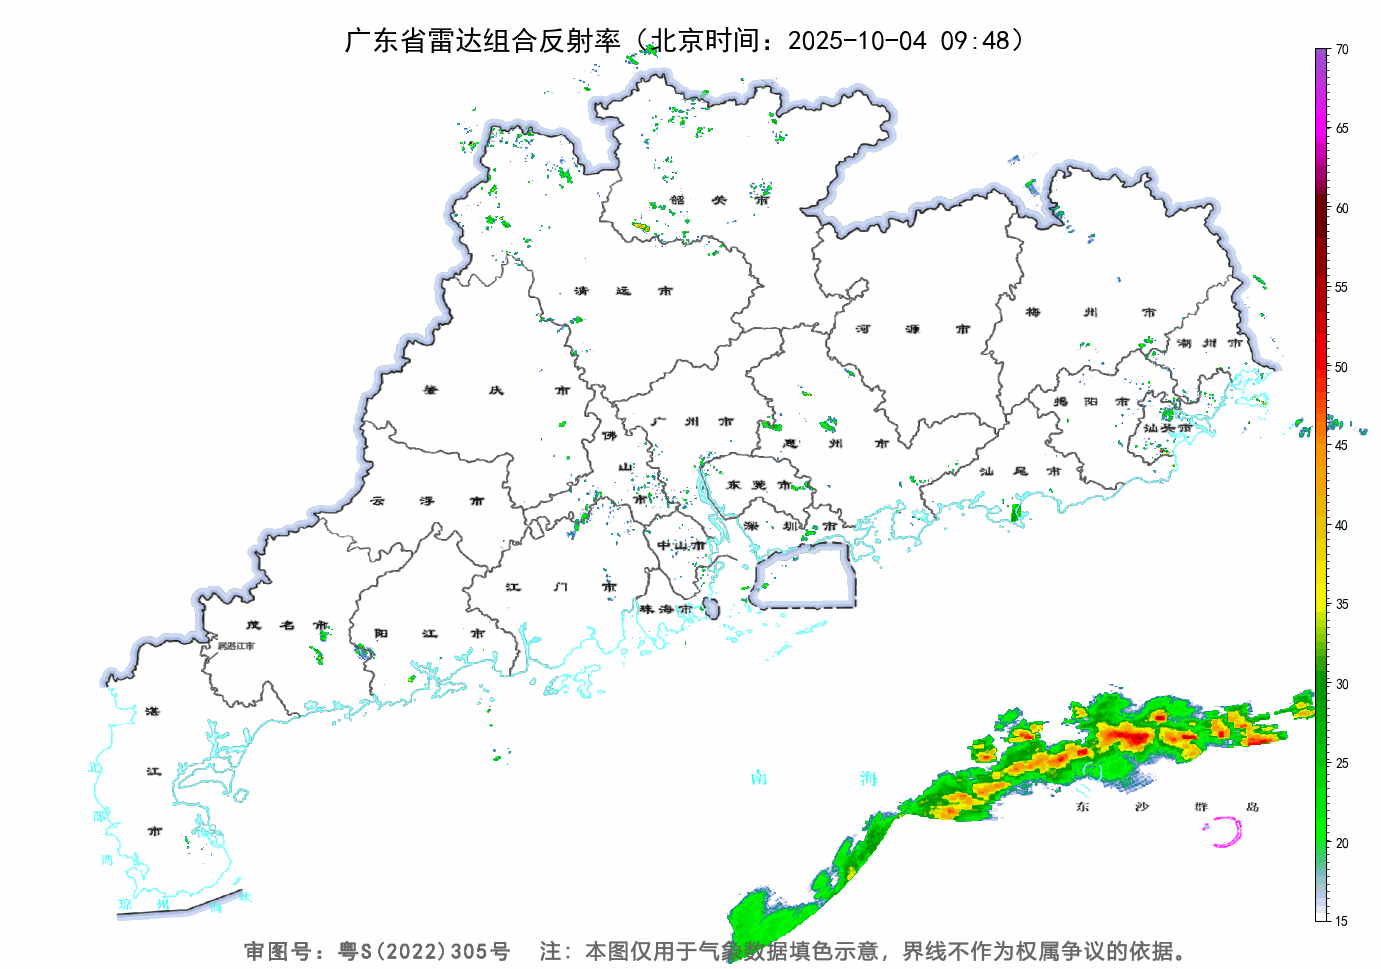 广东省雷达组合反射率（北京时间：2025-10-04 09:48）
70
65
60
55
50
45
40
35
30
25
20
15
韶关市
清远市
河源市
梅州市
潮州市
肇庆市
广州市
佛山市
惠州市
揭阳市
汕头市
汕尾市
云浮市
东莞市
深圳市
中山市
江门市
珠海市
茂名市
属湛江市
阳江市
湛江市
北部湾
琼州海峡
南海
东沙群岛
审图号：粤S(2022)305号 注：本图仅用于气象数据填色示意，界线不作为权属争议的依据。